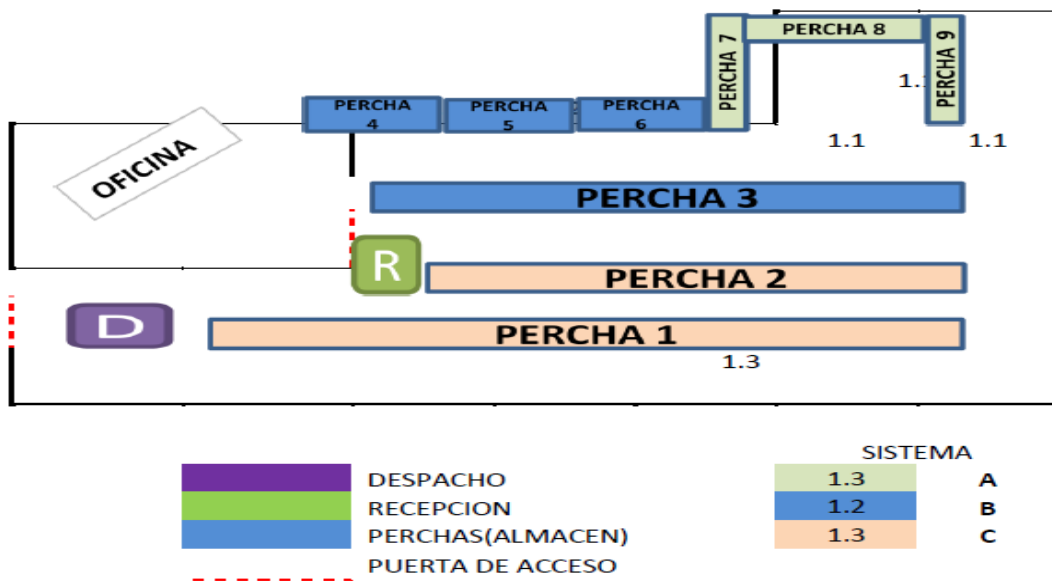 PERCHA 7
PERCHA 8
PERCHA 9
PERCHA
4
PERCHA
5
PERCHA
6
1.1
1.1
OFICINA
PERCHA 3
R
PERCHA 2
D
PERCHA 1
1.3
SISTEMA
DESPACHO
1.3
A
RECEPCION
1.2
B
PERCHAS(ALMACEN)
1.3
C
PUERTA DE ACCESO